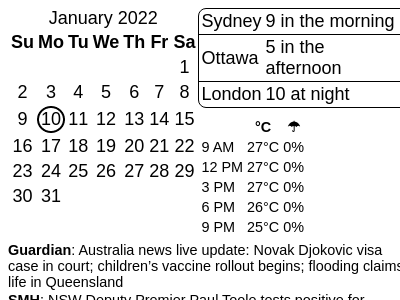 January 2022
Su Mo Tu We Th Fr Sa
1
2 3 4 5 6 7 8
9 10 11 12 13 14 15
16 17 18 19 20 21 22
23 24 25 26 27 28 29
30 31
Sydney 9 in the morning
Ottawa 5 in the
afternoon
London 10 at night
°C ☂
9 AM 27°C 0%
12 PM 27°C 0%
3 PM 27°C 0%
6 PM 26°C 0%
9 PM 25°C 0%
Guardian: Australia news live update: Novak Djokovic visa
case in court; children’s vaccine rollout begins; flooding claims
life in Queensland
SMH: NSW Deputy Premier Paul Toole tests positive for